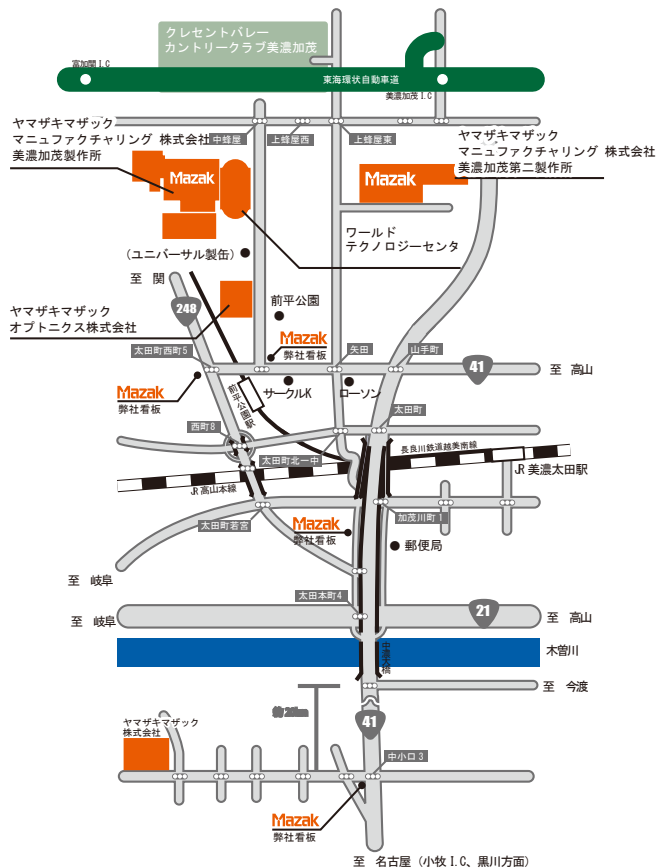 クレセントバレー
カントリークラブ美濃加茂
富加関 I.C
東海環状自動車道
美濃加茂 I.C
ヤマザキマザック
マニュファクチャリング 株式会社
美濃加茂製作所
中蜂屋
上蜂屋西
上蜂屋東
ヤマザキマザック
マニュファクチャリング 株式会社
美濃加茂第二製作所
Mazak
Mazak
ワールド
テクノロジーセンタ
(ユニバーサル製缶)
至 関
248
ヤマザキマザック
オプトニクス株式会社
前平公園
Mazak
弊社看板
太田町西町5
矢田
山手町
41
至 高山
Mazak
弊社看板
前平公園駅
サークルK
ローソン
西町8
太田町
太田町北一中
長良川鉄道越美南線
JR 美濃太田駅
JR 高山本線
太田町若宮
Mazak
弊社看板
加茂川町 1
郵便局
至 岐阜
太田本町4
至 岐阜
21
至 高山
中濃大橋
木曽川
至 今渡
41
ヤマザキマザック
株式会社
中小口 3
Mazak
弊社看板
至 名古屋 (小牧 I.C、黒川方面)